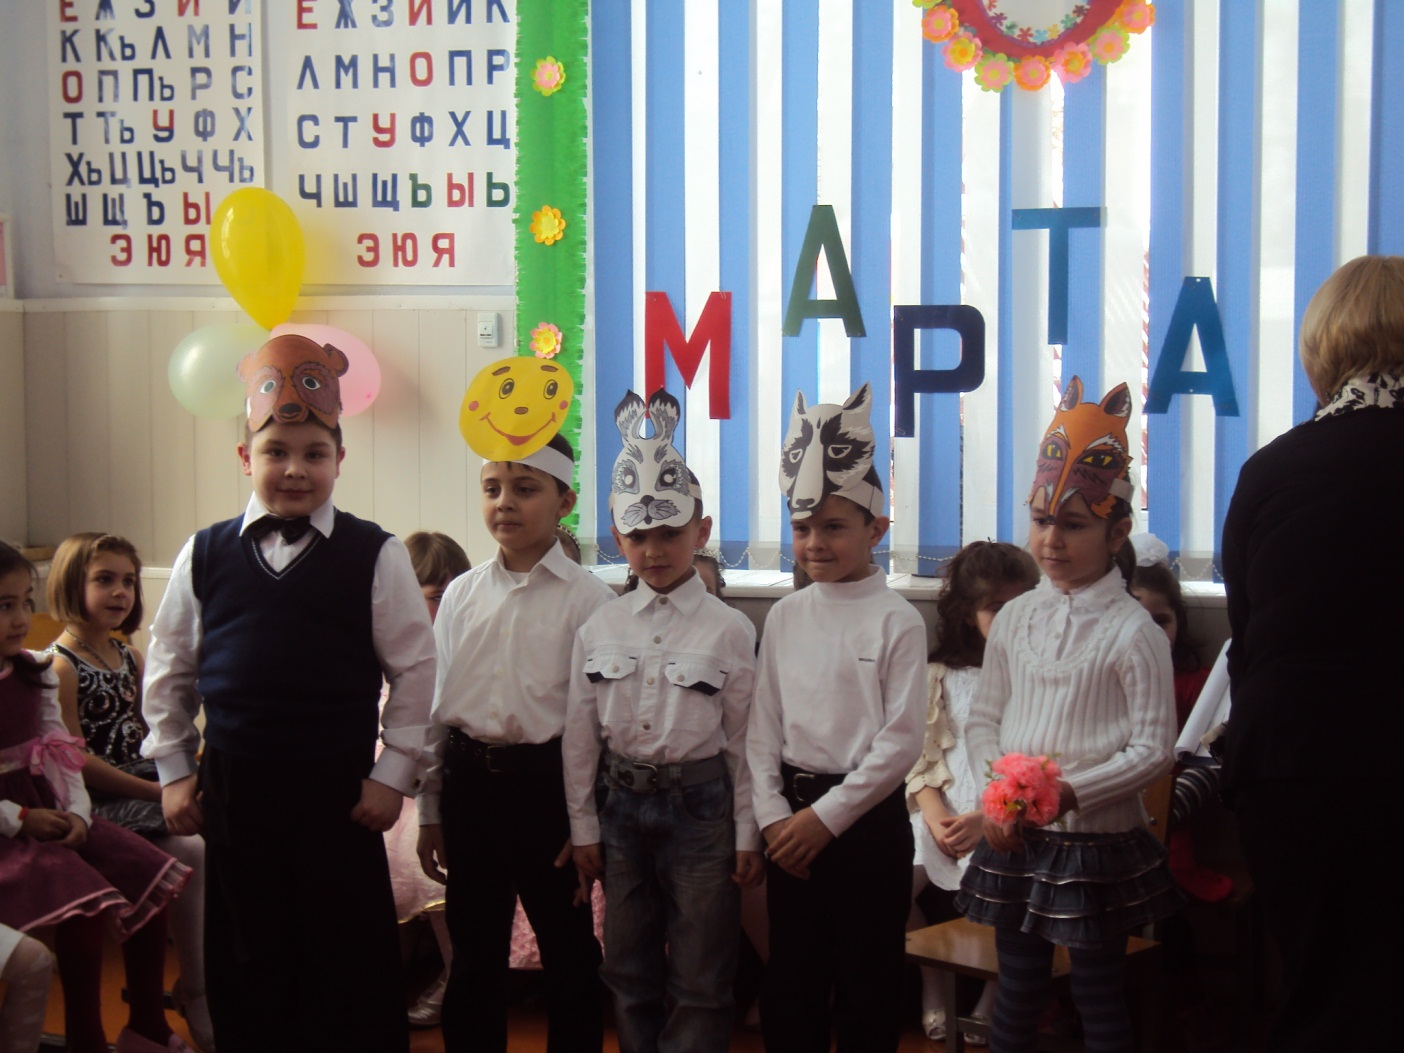 Е Ж З И Й
К Кь Л М Н
О П Пь Р С
Т Ть У Ф Х
Хь Ц Ць Ч Чь
Ш Щ Ъ Ы
Э Ю Я
Е Ж З И Й К
Л М Н О П Р
С Т У Ф Х Ц
Ч Ш Щ Ъ Ы Ь
Э Ю Я
МАРТА